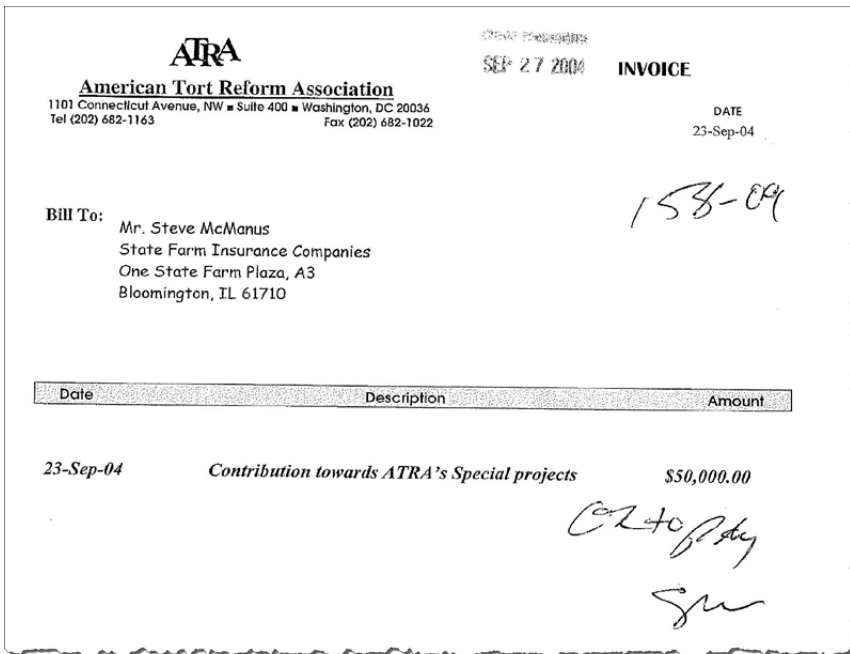 ATRA
American Tort Reform Association
1101 Connecticut Avenue, NW ■ Suite 400 ■ Washington, DC 20036
Tel (202) 682-1163 Fax (202) 682-1022
SEP 27 2004
INVOICE
DATE
23-Sep-04
Bill To:
Mr. Steve McManus
State Farm Insurance Companies
One State Farm Plaza, A3
Bloomington, IL 61710
Date Description Amount
23-Sep-04 Contribution towards ATRA's Special projects $50,000.00
OK to pay